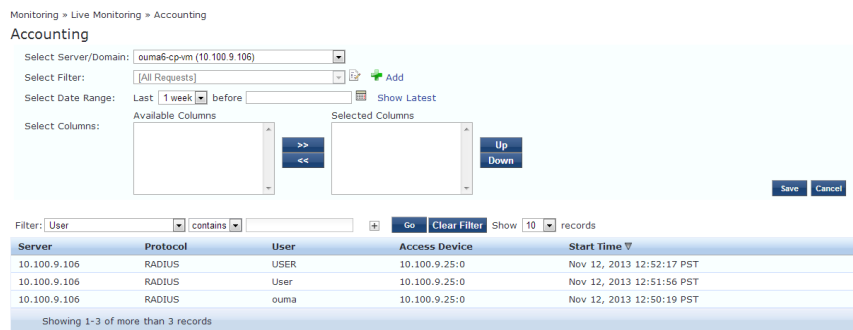 Monitoring » Live Monitoring » Accounting
Accounting
Select Server/Domain: ouma6-cp-vm (10.100.9.106)
Select Filter: [All Requests] Add
Select Date Range: Last 1 week before Show Latest
Select Columns:
Available Columns Selected Columns
>> Up
<< Down
Save Cancel
Filter: User contains + Go Clear Filter Show 10 records
Server Protocol User Access Device Start Time ▽
10.100.9.106 RADIUS USER 10.100.9.25:0 Nov 12, 2013 12:52:17 PST
10.100.9.106 RADIUS User 10.100.9.25:0 Nov 12, 2013 12:51:56 PST
10.100.9.106 RADIUS ouma 10.100.9.25:0 Nov 12, 2013 12:50:19 PST
Showing 1-3 of more than 3 records